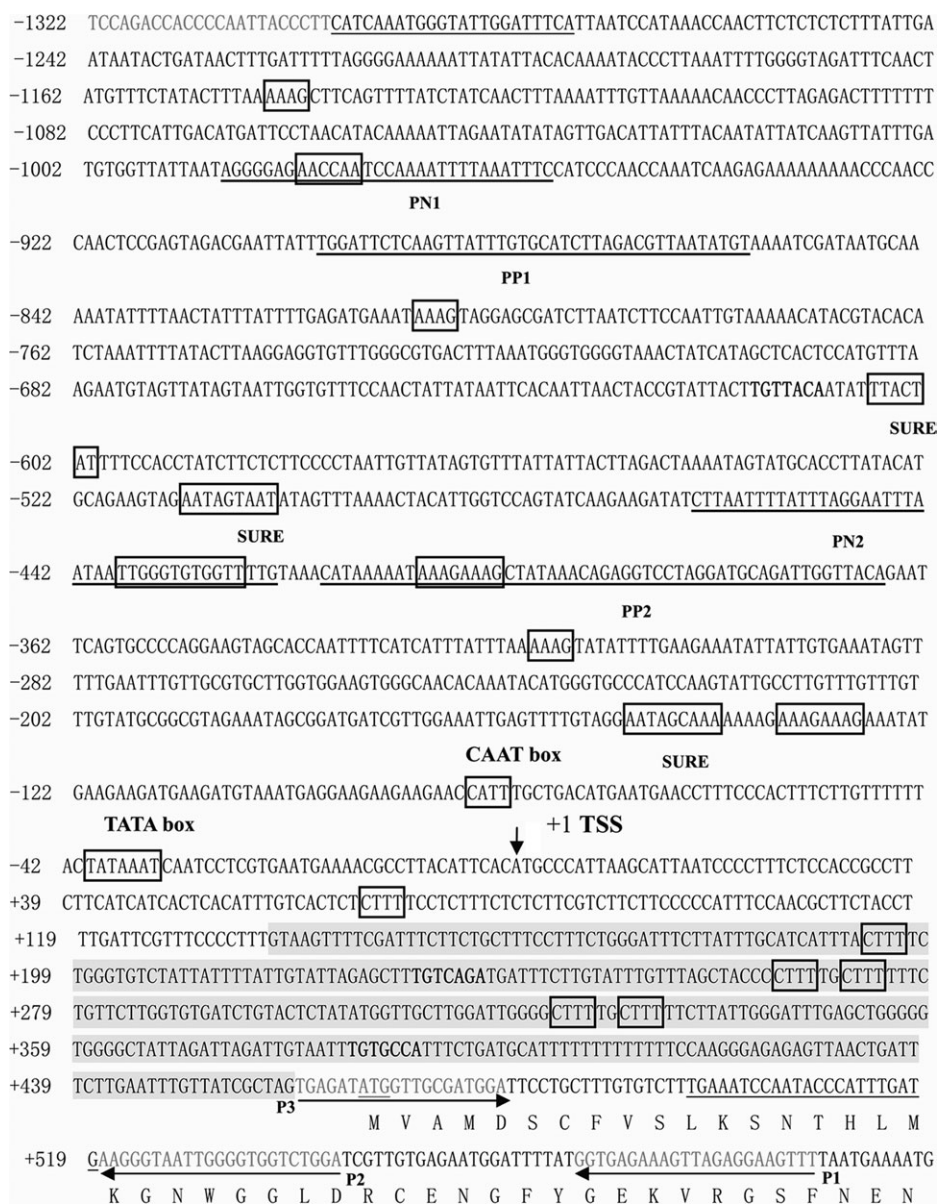 -1322 TCCAGACCACCCCAATTACCCTTCATCAAATGGGTATTGGATTTCATTAATCCATAAACCAACTTCTCTCTCTTTATTGA
-1242 ATAATACTGATAACTTTGATTTTTAGGGGAAAAAATTATATTACACAAAATACCCTTAAATTTTGGGGTAGATTTCAACT
-1162 ATGTTTCTATACTTTAAAAAGCTTCAGTTTTATCTATCAACTTTAAAATTTGTTAAAAACAACCCTTAGAGACTTTTTTT
-1082 CCCTTCATTGACATGATTCCTAACATACAAAAATTAGAATATATAGTTGACATTATTTACAATATTATCAAGTTATTTGA
-1002 TGTGGTTATTAATAGGGGAGAACCAATCCAAAATTTTAAATTTCCATCCCAACCAAATCAAGAGAAAAAAAAACCCAACC
PN1
-922 CAACTCCGAGTAGACGAATTATTTGGATTCTCAAGTTATTTGTGCATCTTAGACGTTAATATGTAAAATCGATAATGCAA
PP1
-842 AAATATTTTAACTATTTATTTTGAGATGAAATAAAGTAGGAGCGATCTTAATCTTCCAATTGTAAAAACATACGTACACA
-762 TCTAAATTTTATACTTAAGGAGGTGTTTGGGCGTGACTTTAAATGGGTGGGGTAAACTATCATAGCTCACTCCATGTTTA
-682 AGAATGTAGTTATAGTAATTGGTGTTTCCAACTATTATAATTCACAATTAACTACCGTATTACTTGTTACAATATTTACT
SURE
-602 ATTTTCCACCTATCTTCTCTTCCCCTAATTGTTATAGTGTTTATTATTACTTAGACTAAAATAGTATGCACCTTATACAT
-522 GCAGAAGTAGAATAGTAATATAGTTTAAAACTACATTGGTCCAGTATCAAGAAGATATCTTAATTTTATTTAGGAATTTA
SURE PN2
-442 ATAATTGGGTGTGGTTTTGTAAACATAAAAATAAAGAAAGCTATAAACAGAGGTCCTAGGATGCAGATTGGTTACAGAAT
PP2
-362 TCAGTGCCCCAGGAAGTAGCACCAATTTTCATCATTTATTTAAAAAGTATATTTTGAAGAAATATTATTGTGAAATAGTT
-282 TTTGAATTTGTTGCGTGCTTGGTGGAAGTGGGCAACACAAATACATGGGTGCCCATCCAAGTATTGCCTTGTTTGTTTGT
-202 TTGTATGCGGCGTAGAAATAGCGGATGATCGTTGGAAATTGAGTTTTGTAGGAATAGCAAAAAAAGAAAGAAAGAAATAT
CAAT box SURE
-122 GAAGAAGATGAAGATGTAAATGAGGAAGAAGAAGAACCATTTGCTGACATGAATGAACCTTTCCCACTTTCTTGTTTTTT
TATA box +1 TSS
-42 ACTATAAATCAATCCTCGTGAATGAAAACGCCTTACATTCACATGCCCATTAAGCATTAATCCCCTTTCTCCACCGCCTT
+39 CTTCATCATCACTCACATTTGTCACTCTCTTTTCCTCTTTCTCTCTTCGTCTTCTTCCCCCATTTCCAACGCTTCTACCT
+119 TTGATTCGTTTCCCCTTTGTAAGTTTTCGATTTCTTCTGCTTTCCTTTCTGGGATTTCTTATTTGCATCATTTACTTTTC
+199 TGGGTGTCTATTATTTTATTGTATTAGAGCTTTGTCAGATGATTTCTTGTATTTGTTTAGCTACCCCTTTTGCTTTTTTC
+279 TGTTCTTGGTGTGATCTGTACTCTATATGGTTGCTTGGATTGGGGCTTTTGCTTTTTCTTATTGGGATTTGAGCTGGGGG
+359 TGGGGCTATTAGATTAGATTGTAATTTGTGCCATTTCTGATGCATTTTTTTTTTTTTCCAAGGGAGAGAGTTAACTGATT
+439 TCTTGAATTTGTTATCGCTAGTGAGATATGGTTGCGATGGATTCCTGCTTTGTGTCTTTGAAATCCAATACCCATTTGAT
P3
M V A M D S C F V S L K S N T H L M
+519 GAAGGGTAATTGGGGTGGTCTGGATCGTTGTGAGAATGGATTTTATGGTGAGAAAGTTAGAGGAAGTTTTAATGAAAATG
P2 P1
K G N W G G L D R C E N G F Y G E K V R G S F N E N